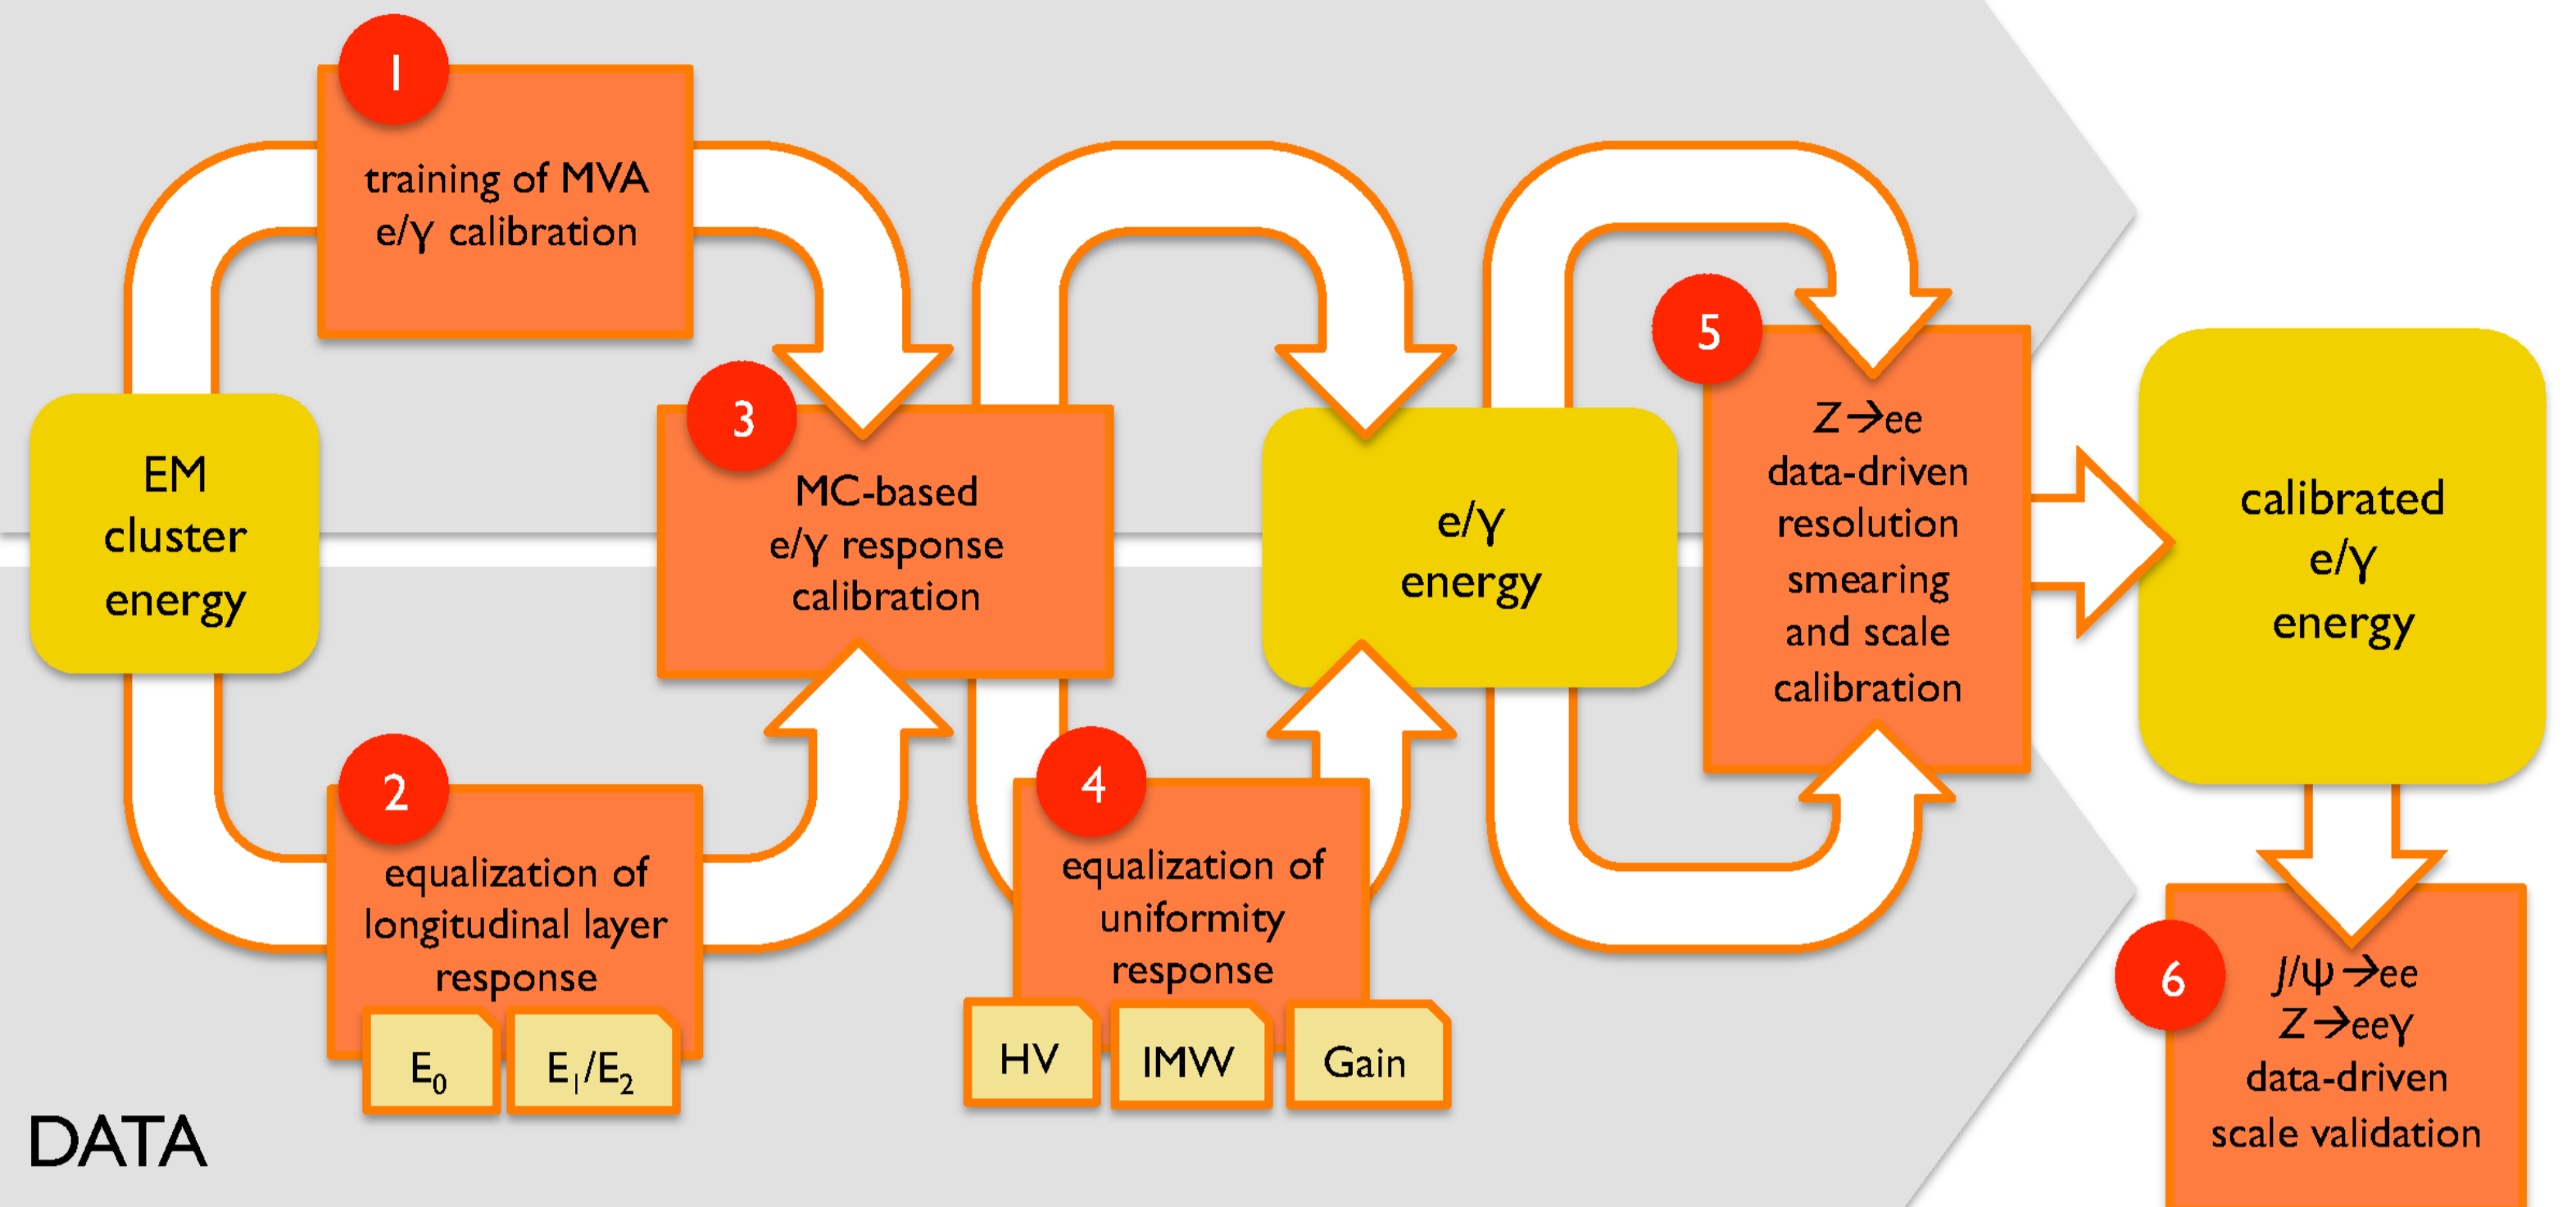 1
training of MVA
e/γ calibration
EM
cluster
energy
2
equalization of
longitudinal layer
response
E₀
E₁/E₂
3
MC-based
e/γ response
calibration
4
equalization of
uniformity
response
HV
IMW
Gain
e/γ
energy
5
Z→ee
data-driven
resolution
smearing
and scale
calibration
calibrated
e/γ
energy
6
J/ψ→ee
Z→eeγ
data-driven
scale validation
DATA